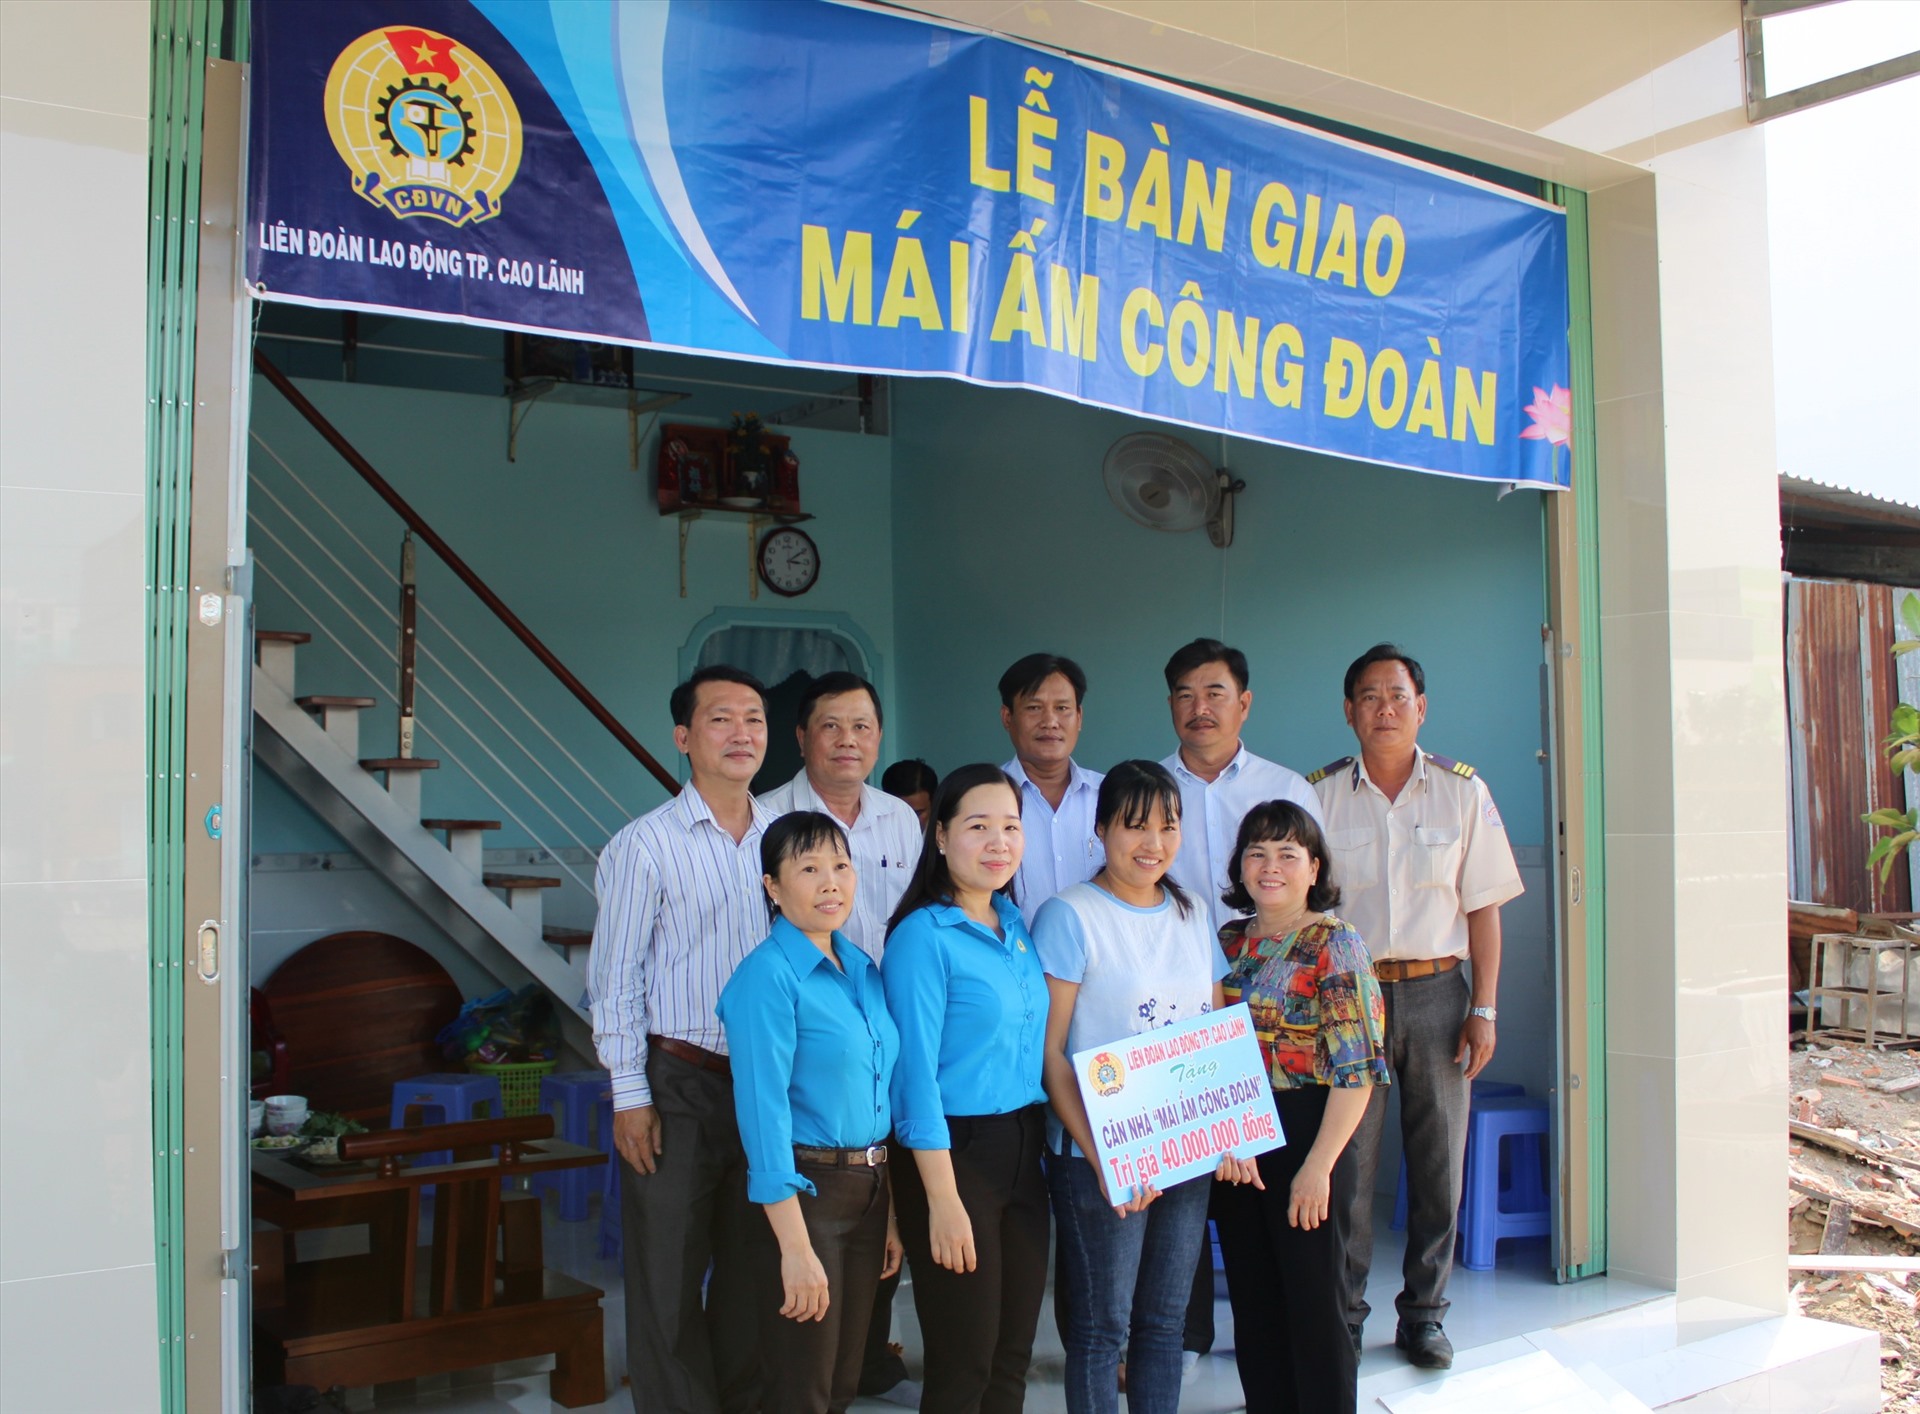 CĐVN
LIÊN ĐOÀN LAO ĐỘNG TP. CAO LÃNH
LỄ BÀN GIAO
MÁI ẤM CÔNG ĐOÀN
LIÊN ĐOÀN LAO ĐỘNG TP. CAO LÃNH
Tặng
CĂN NHÀ "MÁI ẤM CÔNG ĐOÀN"
Trị giá 40.000.000 đồng